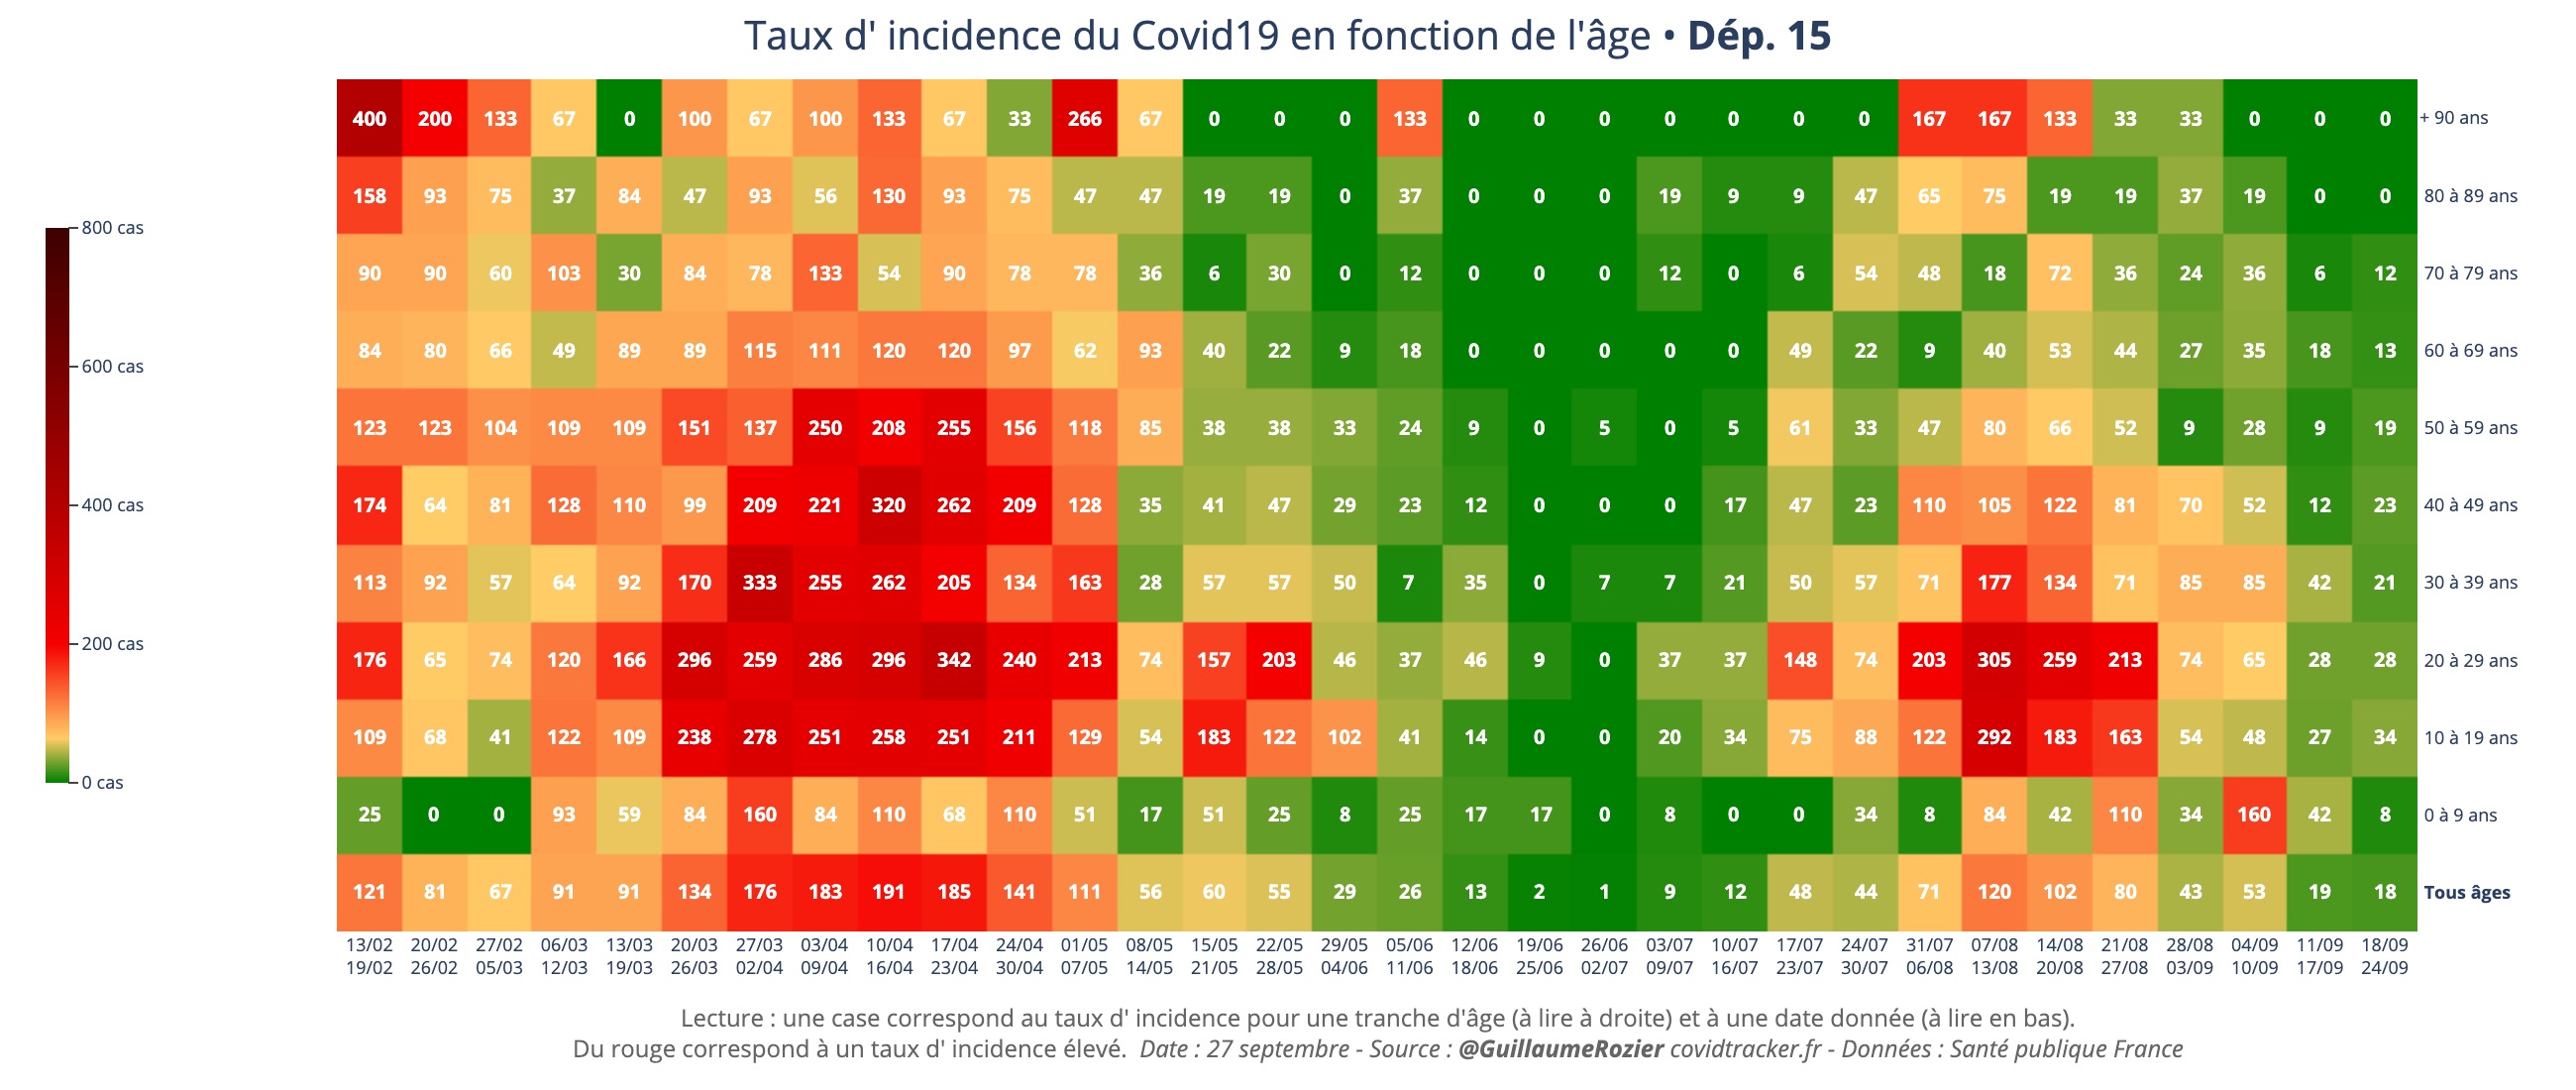 Taux d' incidence du Covid19 en fonction de l'âge • Dép. 15
800 cas
600 cas
400 cas
200 cas
0 cas
400 200 133 67 0 100 67 100 133 67 33 266 67 0 0 0 133 0 0 0 0 0 0 0 167 167 133 33 33 0 0 0 + 90 ans
158 93 75 37 84 47 93 56 130 93 75 47 47 19 19 0 37 0 0 0 19 9 9 47 65 75 19 19 37 19 0 0 80 à 89 ans
90 90 60 103 30 84 78 133 54 90 78 78 36 6 30 0 12 0 0 0 12 0 6 54 48 18 72 36 24 36 6 12 70 à 79 ans
84 80 66 49 89 89 115 111 120 120 97 62 93 40 22 9 18 0 0 0 0 0 49 22 9 40 53 44 27 35 18 13 60 à 69 ans
123 123 104 109 109 151 137 250 208 255 156 118 85 38 38 33 24 9 0 5 0 5 61 33 47 80 66 52 9 28 9 19 50 à 59 ans
174 64 81 128 110 99 209 221 320 262 209 128 35 41 47 29 23 12 0 0 0 17 47 23 110 105 122 81 70 52 12 23 40 à 49 ans
113 92 57 64 92 170 333 255 262 205 134 163 28 57 57 50 7 35 0 7 7 21 50 57 71 177 134 71 85 85 42 21 30 à 39 ans
176 65 74 120 166 296 259 286 296 342 240 213 74 157 203 46 37 46 9 0 37 37 148 74 203 305 259 213 74 65 28 28 20 à 29 ans
109 68 41 122 109 238 278 251 258 251 211 129 54 183 122 102 41 14 0 0 20 34 75 88 122 292 183 163 54 48 27 34 10 à 19 ans
25 0 0 93 59 84 160 84 110 68 110 51 17 51 25 8 25 17 17 0 8 0 0 34 8 84 42 110 34 160 42 8 0 à 9 ans
121 81 67 91 91 134 176 183 191 185 141 111 56 60 55 29 26 13 2 1 9 12 48 44 71 120 102 80 43 53 19 18 Tous âges
13/02 20/02 27/02 06/03 13/03 20/03 27/03 03/04 10/04 17/04 24/04 01/05 08/05 15/05 22/05 29/05 05/06 12/06 19/06 26/06 03/07 10/07 17/07 24/07 31/07 07/08 14/08 21/08 28/08 04/09 11/09 18/09
19/02 26/02 05/03 12/03 19/03 26/03 02/04 09/04 16/04 23/04 30/04 07/05 14/05 21/05 28/05 04/06 11/06 18/06 25/06 02/07 09/07 16/07 23/07 30/07 06/08 13/08 20/08 27/08 03/09 10/09 17/09 24/09
Lecture : une case correspond au taux d' incidence pour une tranche d'âge (à lire à droite) et à une date donnée (à lire en bas).
Du rouge correspond à un taux d' incidence élevé. Date : 27 septembre - Source : @GuillaumeRozier covidtracker.fr - Données : Santé publique France